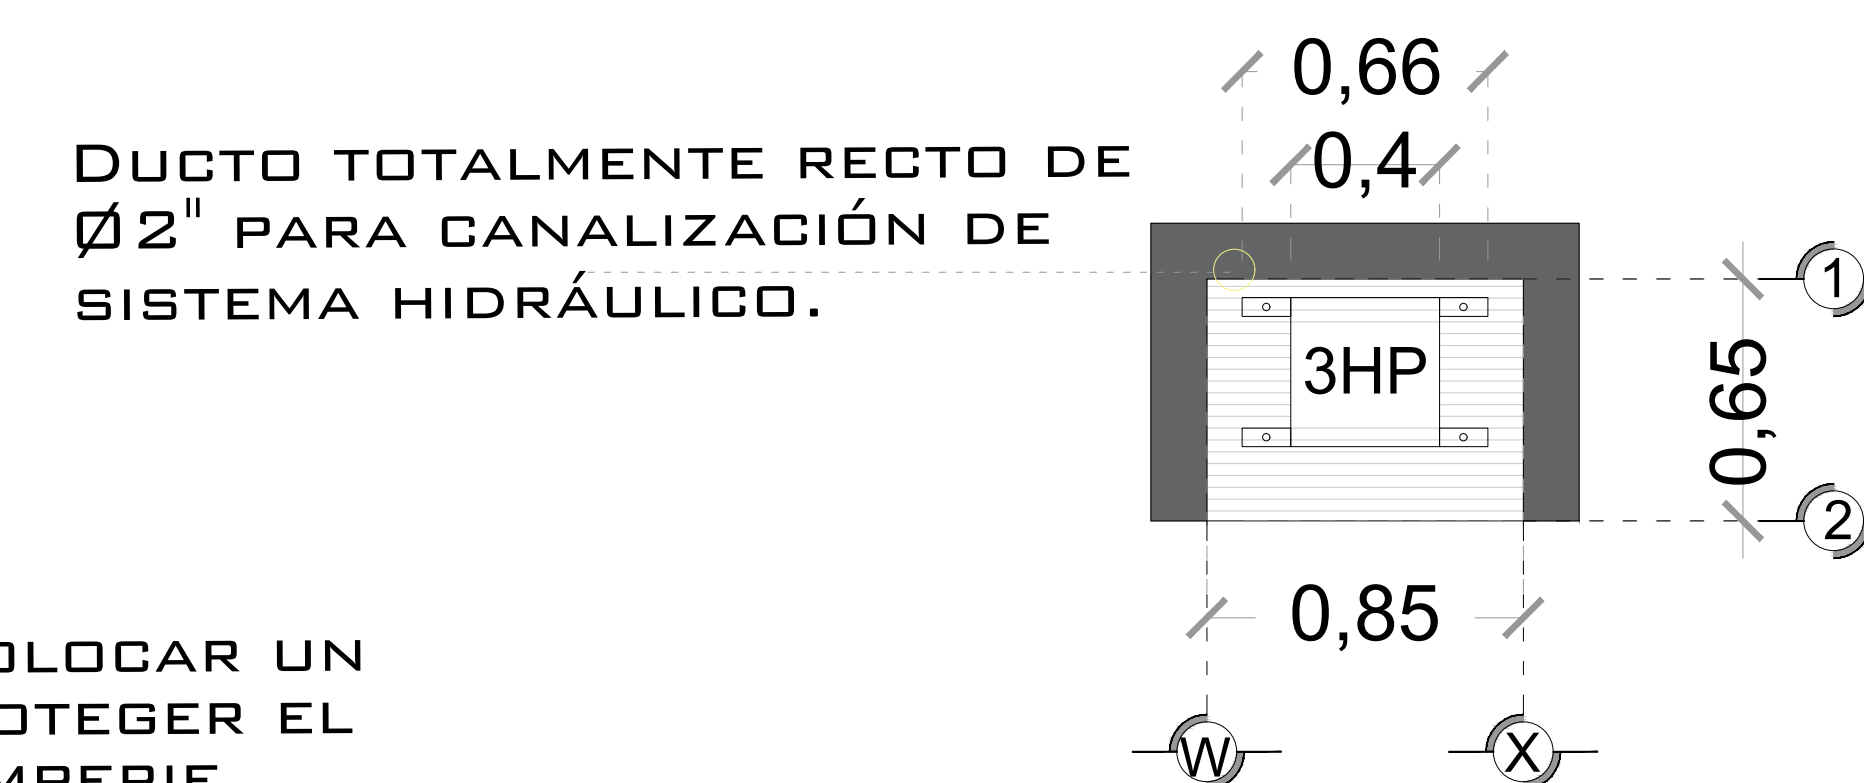 0,66
0,4
DUCTO TOTALMENTE RECTO DE
Ø2" PARA CANALIZACIÓN DE
SISTEMA HIDRÁULICO.
1
3HP
0,65
2
0,85
OLOCAR UN
OTEGER EL
MPERIE
W
X